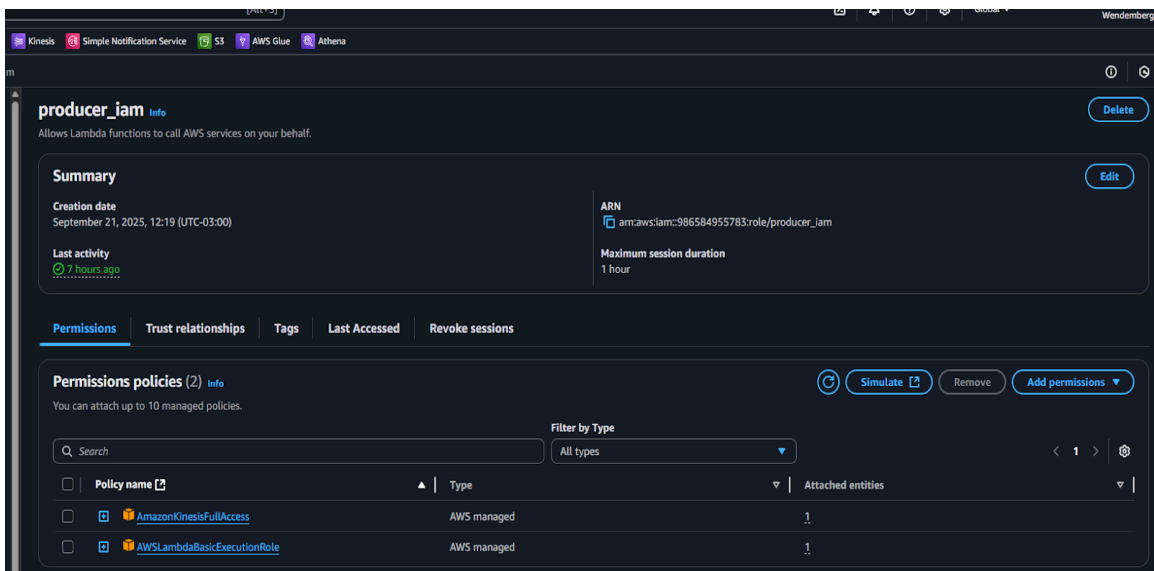 [Alt+S]
Global
Wendemberg
Kinesis Simple Notification Service S3 AWS Glue Athena
m
producer_iam Info
Delete
Allows Lambda functions to call AWS services on your behalf.
Summary
Edit
Creation date
September 21, 2025, 12:19 (UTC-03:00)
ARN
arn:aws:iam::986584955783:role/producer_iam
Last activity
7 hours ago
Maximum session duration
1 hour
Permissions Trust relationships Tags Last Accessed Revoke sessions
Permissions policies (2) Info
Simulate Remove Add permissions
You can attach up to 10 managed policies.
Filter by Type
Search
All types
1
Policy name Type Attached entities
AmazonKinesisFullAccess AWS managed 1
AWSLambdaBasicExecutionRole AWS managed 1